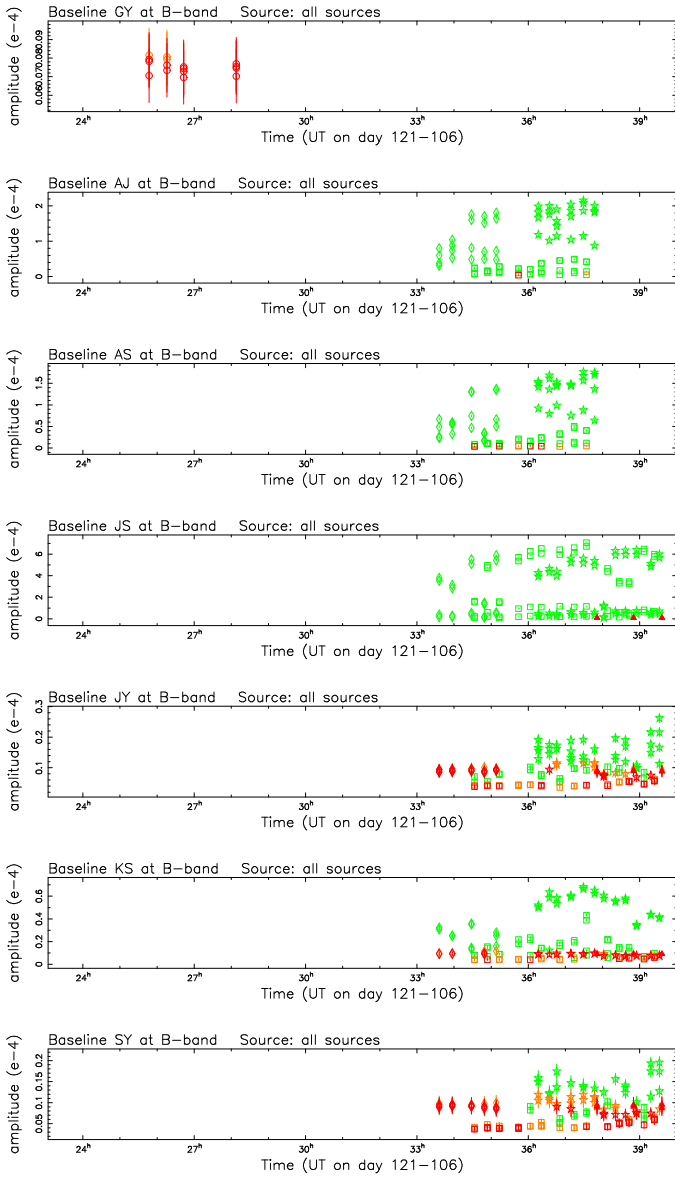 Baseline GY at B−band Source: all sources
amplitude (e−4)
0.06 0.07 0.08 0.09
24ʰ 27ʰ 30ʰ 33ʰ 36ʰ 39ʰ
Time (UT on day 121−106)
Baseline AJ at B−band Source: all sources
amplitude (e−4)
2
1
0
24ʰ 27ʰ 30ʰ 33ʰ 36ʰ 39ʰ
Time (UT on day 121−106)
Baseline AS at B−band Source: all sources
amplitude (e−4)
1.5
1
0.5
0
24ʰ 27ʰ 30ʰ 33ʰ 36ʰ 39ʰ
Time (UT on day 121−106)
Baseline JS at B−band Source: all sources
amplitude (e−4)
6
4
2
0
24ʰ 27ʰ 30ʰ 33ʰ 36ʰ 39ʰ
Time (UT on day 121−106)
Baseline JY at B−band Source: all sources
amplitude (e−4)
0.3
0.2
0.1
24ʰ 27ʰ 30ʰ 33ʰ 36ʰ 39ʰ
Time (UT on day 121−106)
Baseline KS at B−band Source: all sources
amplitude (e−4)
0.6
0.4
0.2
0
24ʰ 27ʰ 30ʰ 33ʰ 36ʰ 39ʰ
Time (UT on day 121−106)
Baseline SY at B−band Source: all sources
amplitude (e−4)
0.2
0.15
0.1
0.05
24ʰ 27ʰ 30ʰ 33ʰ 36ʰ 39ʰ
Time (UT on day 121−106)